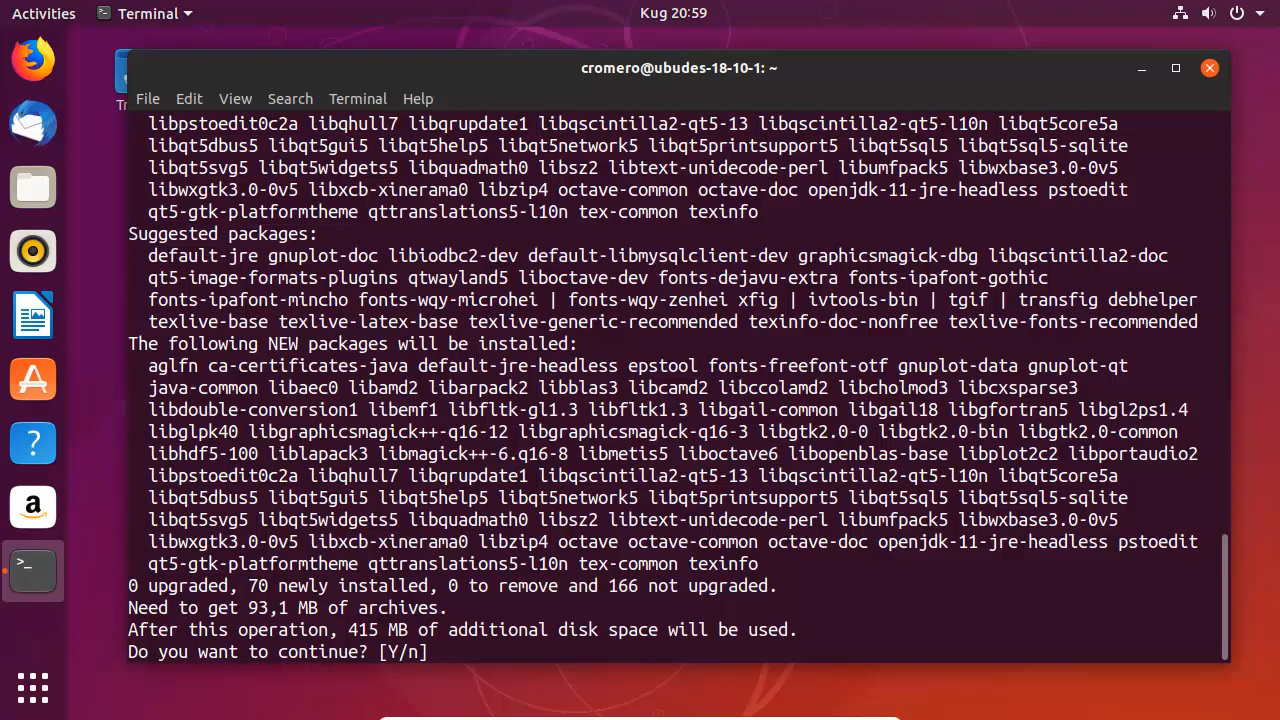 Activities
Terminal
Kug 20:59
cromero@ubudes-18-10-1: ~
File Edit View Search Terminal Help
libpstoedit0c2a libqhull7 libqrupdate1 libqscintilla2-qt5-13 libqscintilla2-qt5-l10n libqt5core5a
libqt5dbus5 libqt5gui5 libqt5help5 libqt5network5 libqt5printsupport5 libqt5sql5 libqt5sql5-sqlite
libqt5svg5 libqt5widgets5 libquadmath0 libsz2 libtext-unidecode-perl libumfpack5 libwxbase3.0-0v5
libwxgtk3.0-0v5 libxcb-xinerama0 libzip4 octave-common octave-doc openjdk-11-jre-headless pstoedit
qt5-gtk-platformtheme qttranslations5-l10n tex-common texinfo
Suggested packages:
default-jre gnuplot-doc libiodbc2-dev default-libmysqlclient-dev graphicsmagick-dbg libqscintilla2-doc
qt5-image-formats-plugins qtwayland5 liboctave-dev fonts-dejavu-extra fonts-ipafont-gothic
fonts-ipafont-mincho fonts-wqy-microhei | fonts-wqy-zenhei xfig | ivtools-bin | tgif | transfig debhelper
texlive-base texlive-latex-base texlive-generic-recommended texinfo-doc-nonfree texlive-fonts-recommended
The following NEW packages will be installed:
aglfn ca-certificates-java default-jre-headless epstool fonts-freefont-otf gnuplot-data gnuplot-qt
java-common libaec0 libamd2 libarpack2 libblas3 libcamd2 libccolamd2 libcholmod3 libcxsparse3
libdouble-conversion1 libemf1 libfltk-gl1.3 libfltk1.3 libgail-common libgail18 libgfortran5 libgl2ps1.4
libglpk40 libgraphicsmagick++-q16-12 libgraphicsmagick-q16-3 libgtk2.0-0 libgtk2.0-bin libgtk2.0-common
libhdf5-100 liblapack3 libmagick++-6.q16-8 libmetis5 liboctave6 libopenblas-base libplot2c2 libportaudio2
libpstoedit0c2a libqhull7 libqrupdate1 libqscintilla2-qt5-13 libqscintilla2-qt5-l10n libqt5core5a
libqt5dbus5 libqt5gui5 libqt5help5 libqt5network5 libqt5printsupport5 libqt5sql5 libqt5sql5-sqlite
libqt5svg5 libqt5widgets5 libquadmath0 libsz2 libtext-unidecode-perl libumfpack5 libwxbase3.0-0v5
libwxgtk3.0-0v5 libxcb-xinerama0 libzip4 octave octave-common octave-doc openjdk-11-jre-headless pstoedit
qt5-gtk-platformtheme qttranslations5-l10n tex-common texinfo
0 upgraded, 70 newly installed, 0 to remove and 166 not upgraded.
Need to get 93,1 MB of archives.
After this operation, 415 MB of additional disk space will be used.
Do you want to continue? [Y/n]